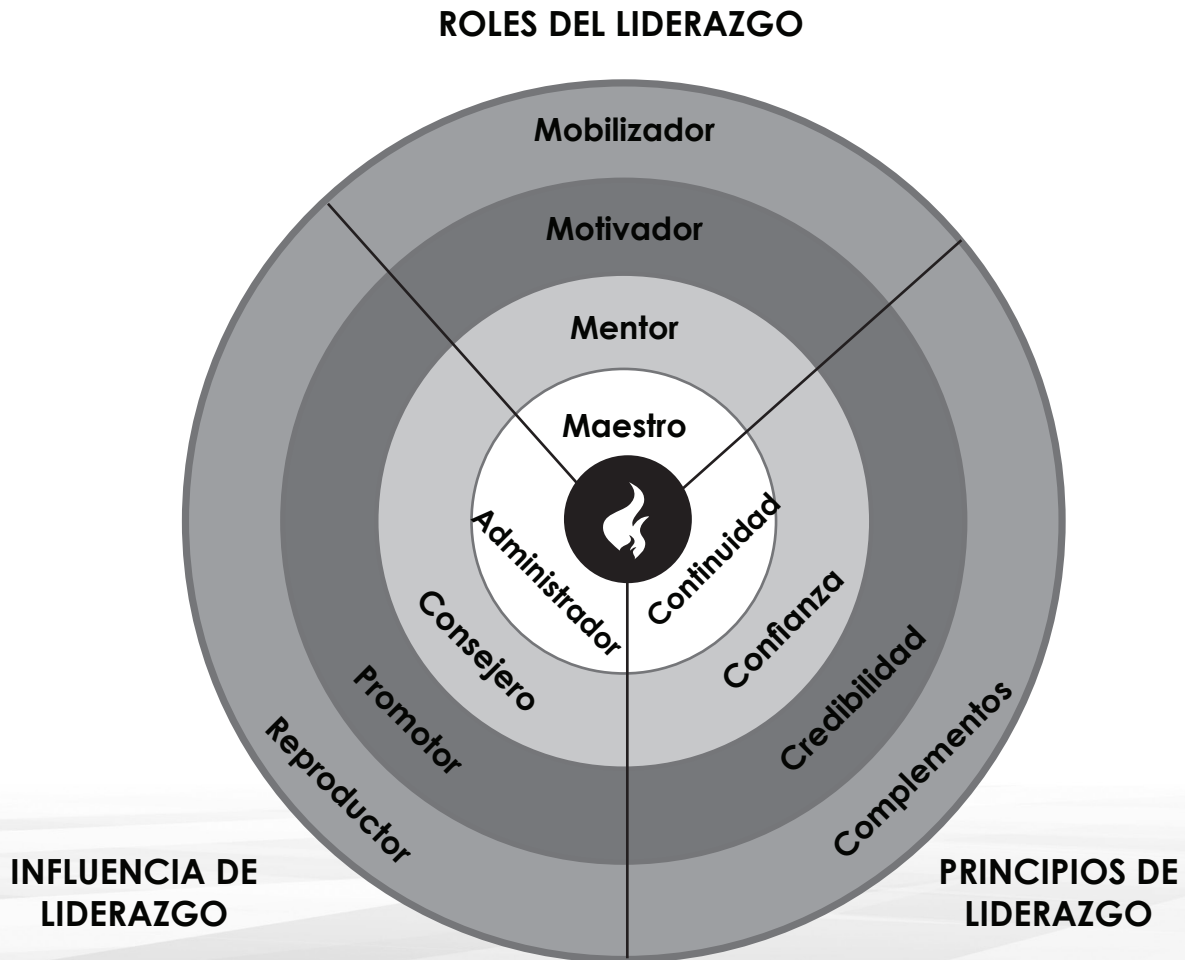 ROLES DEL LIDERAZGO
Mobilizador
Motivador
Mentor
Maestro
Administrador
Continuidad
Consejero
Confianza
Promotor
Credibilidad
Reproductor
Complementos
INFLUENCIA DE
LIDERAZGO
PRINCIPIOS DE
LIDERAZGO